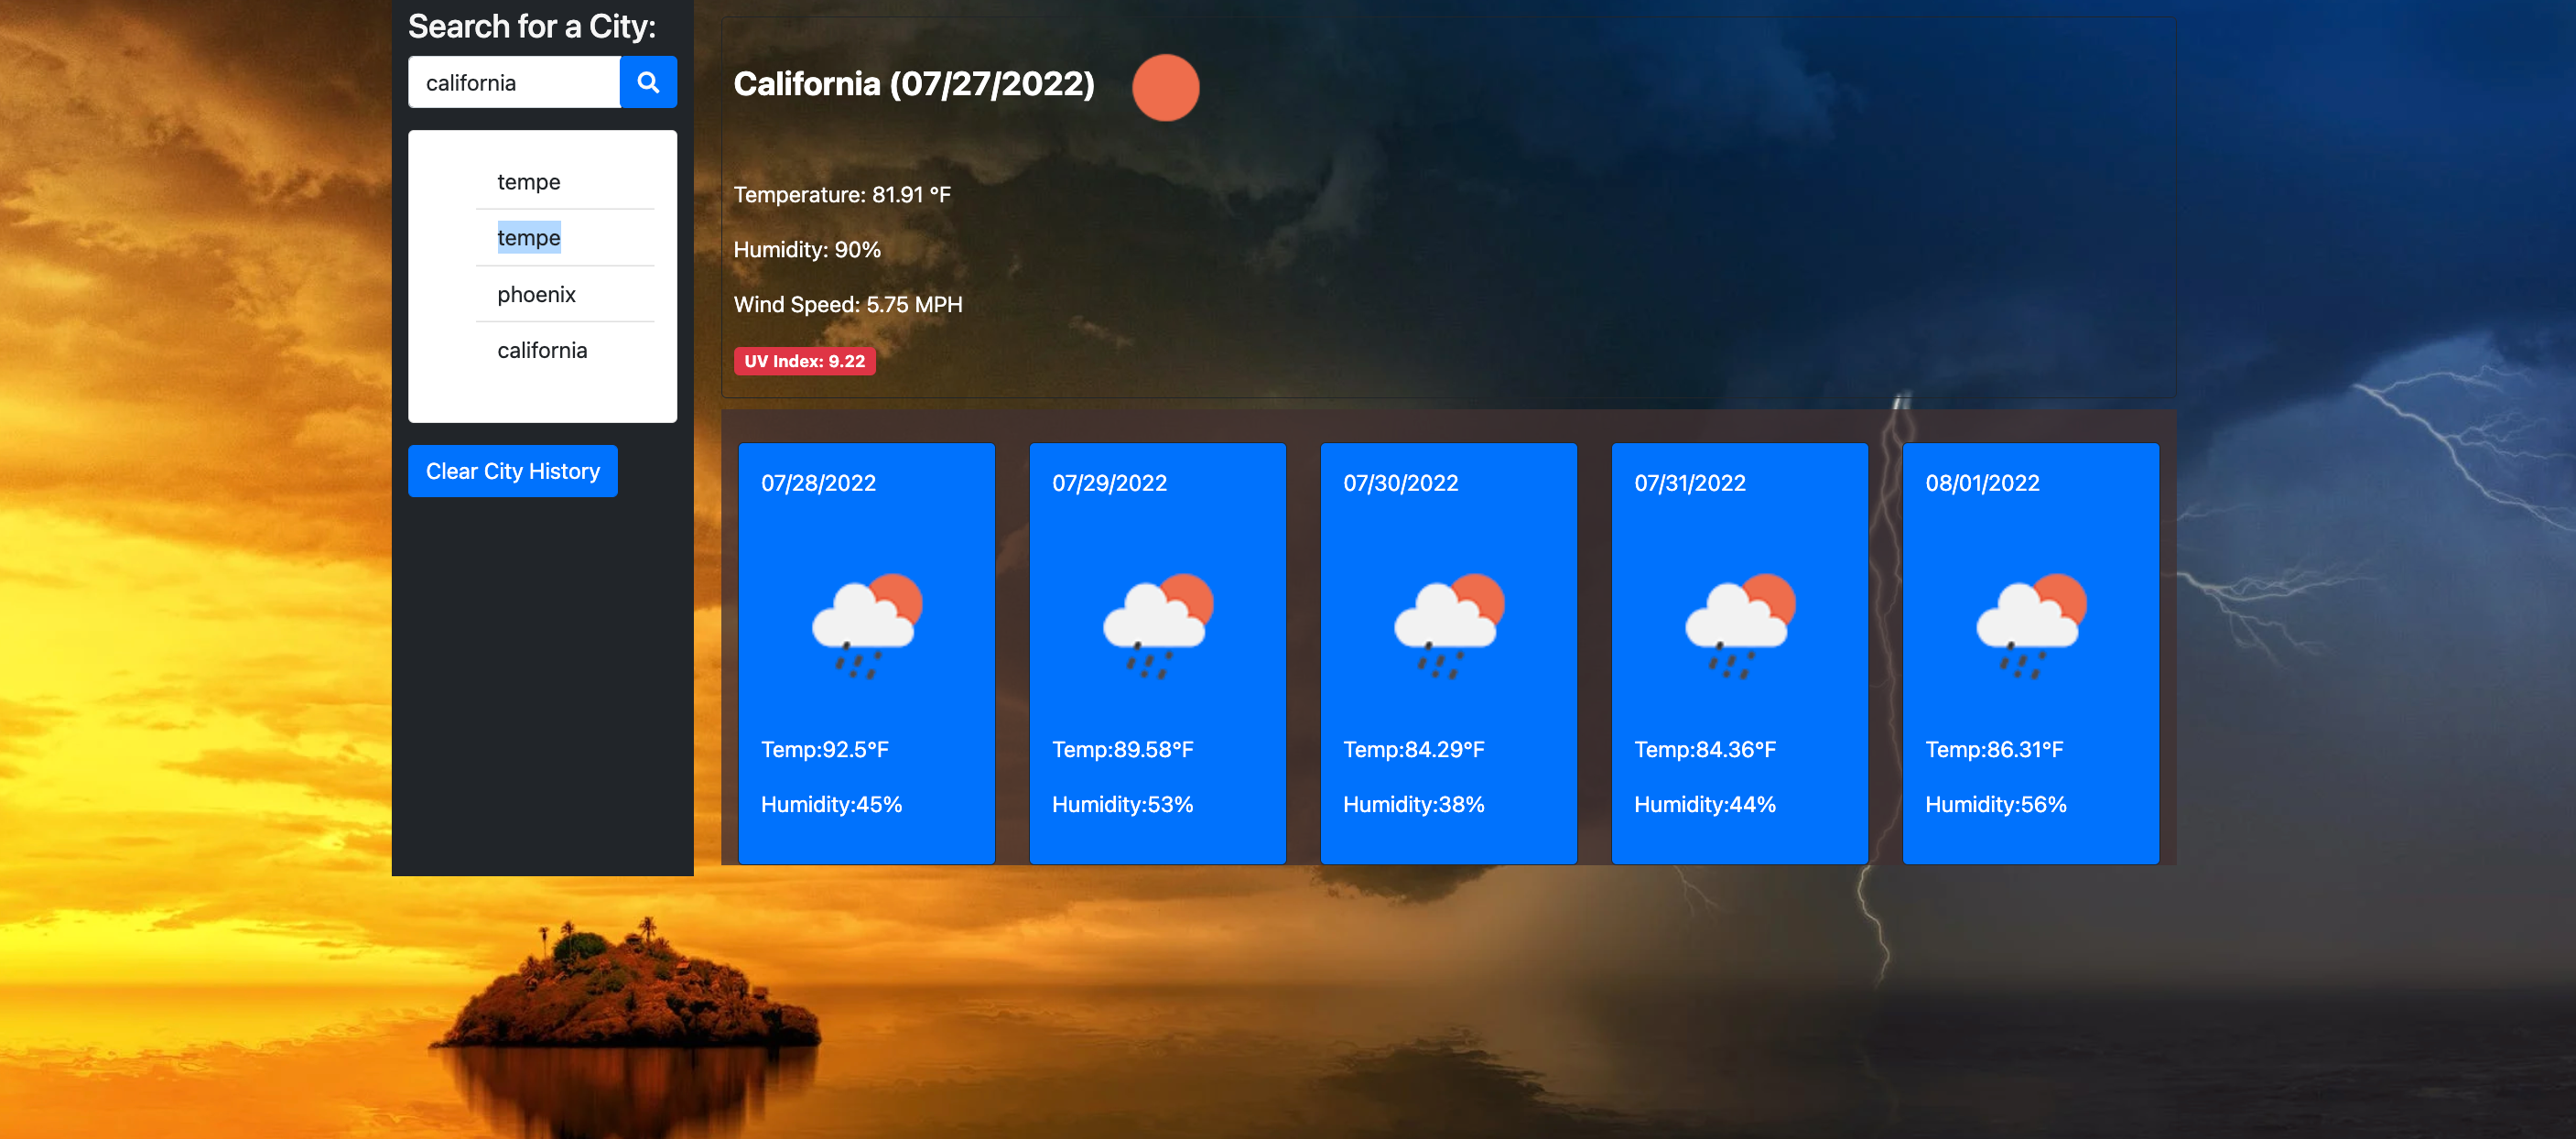 Search for a City:
california
tempe
tempe
phoenix
california
Clear City History
California (07/27/2022)
Temperature: 81.91 °F
Humidity: 90%
Wind Speed: 5.75 MPH
UV Index: 9.22
07/28/2022
Temp:92.5°F
Humidity:45%
07/29/2022
Temp:89.58°F
Humidity:53%
07/30/2022
Temp:84.29°F
Humidity:38%
07/31/2022
Temp:84.36°F
Humidity:44%
08/01/2022
Temp:86.31°F
Humidity:56%